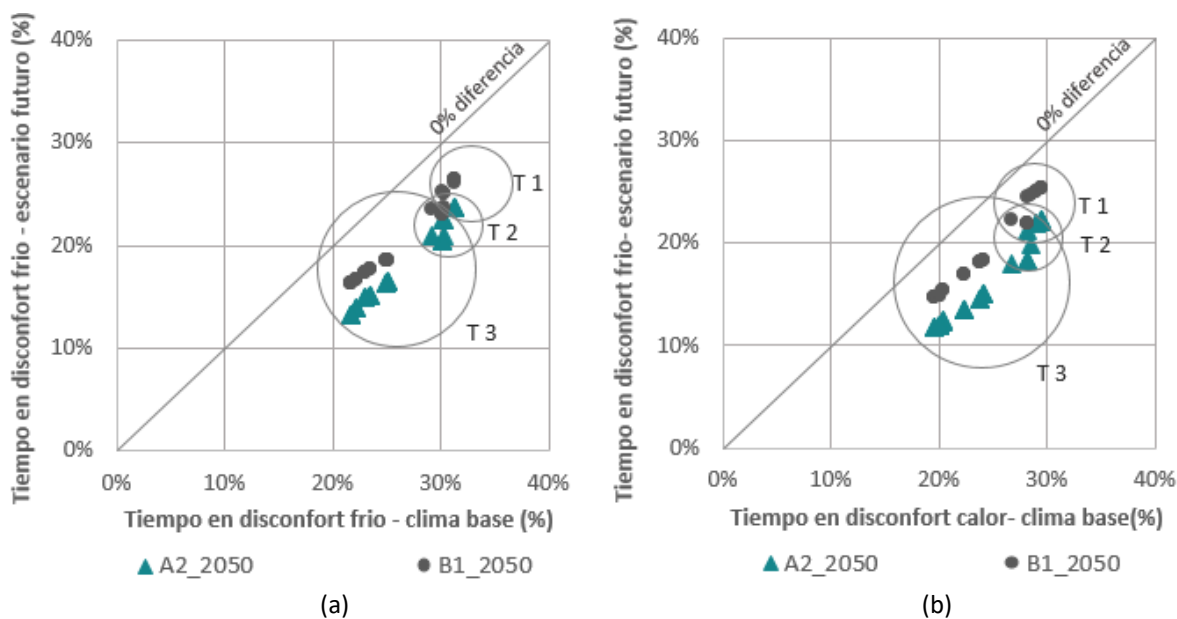 Tiempo en disconfort frio - escenario futuro (%)
40%
30%
20%
10%
0%
0% diferencia
T 1
T 2
T 3
0%
10%
20%
30%
40%
Tiempo en disconfort frio - clima base (%)
A2_2050
B1_2050
(a)
Tiempo en disconfort frio- escenario futuro (%)
40%
30%
20%
10%
0%
0% diferencia
T 1
T 2
T 3
0%
10%
20%
30%
40%
Tiempo en disconfort calor- clima base(%)
A2_2050
B1_2050
(b)